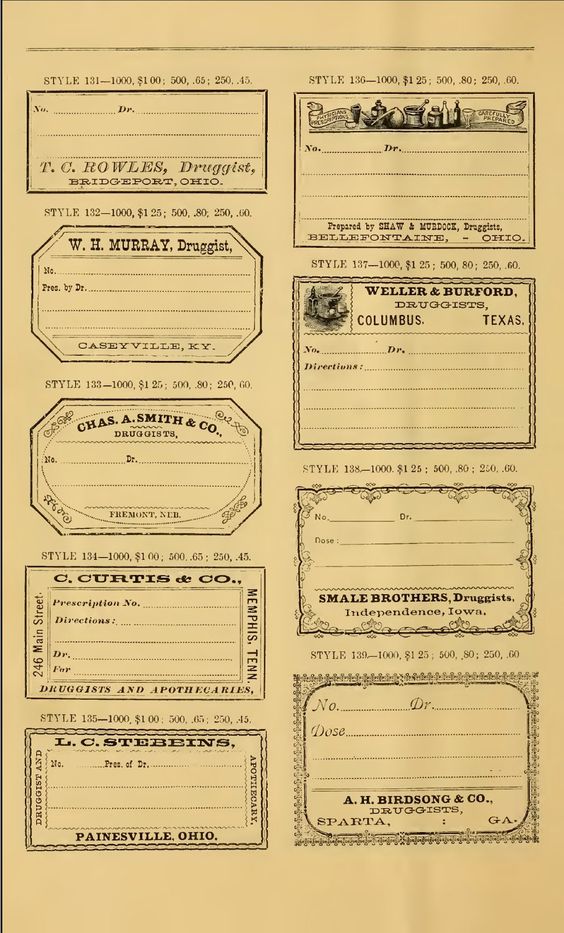 STYLE 131—1000, $1 00; 500, .65; 250, .45.
No. Dr.
T. C. ROWLES, Druggist,
BRIDGEPORT, OHIO.
STYLE 132—1000, $1 25; 500, .80; 250, .60.
W. H. MURRAY, Druggist,
No.
Pres. by Dr.
CASEYVILLE, KY.
STYLE 133—1000, $1 25; 500, .80; 250, 60.
CHAS. A. SMITH & CO.,
DRUGGISTS,
No. Dr.
FREMONT, NEB.
STYLE 134—1000, $1 00; 500, .65; 250, .45.
C. CURTIS & CO.,
246 Main Street.
Prescription No.
Directions:
Dr.
For
MEMPHIS, TENN.
DRUGGISTS AND APOTHECARIES,
STYLE 135—1000, $1 00; 500, .65; 250, .45.
L. C. STEBBINS,
DRUGGIST AND
No. Pres. of Dr.
APOTHECARY,
PAINESVILLE, OHIO.
STYLE 136—1000, $1 25; 500, .80; 250, .60.
PHYSICIANS PRESCRIPTIONS
CAREFULLY PREPARED
No. Dr.
Prepared by SHAW & MURDOCK, Druggists,
BELLEFONTAINE, - OHIO.
STYLE 137—1000, $1 25; 500, 80; 250, .60.
WELLER & BURFORD,
DRUGGISTS,
COLUMBUS, TEXAS.
No. Dr.
Directions:
STYLE 138—1000. $1 25; 500, .80; 250, .60.
No. Dr.
Dose:
SMALE BROTHERS, Druggists,
Independence, Iowa.
STYLE 139—1000, $1 25; 500, .80; 250, .60
No. Dr.
Dose
A. H. BIRDSONG & CO.,
DRUGGISTS,
SPARTA, : GA.